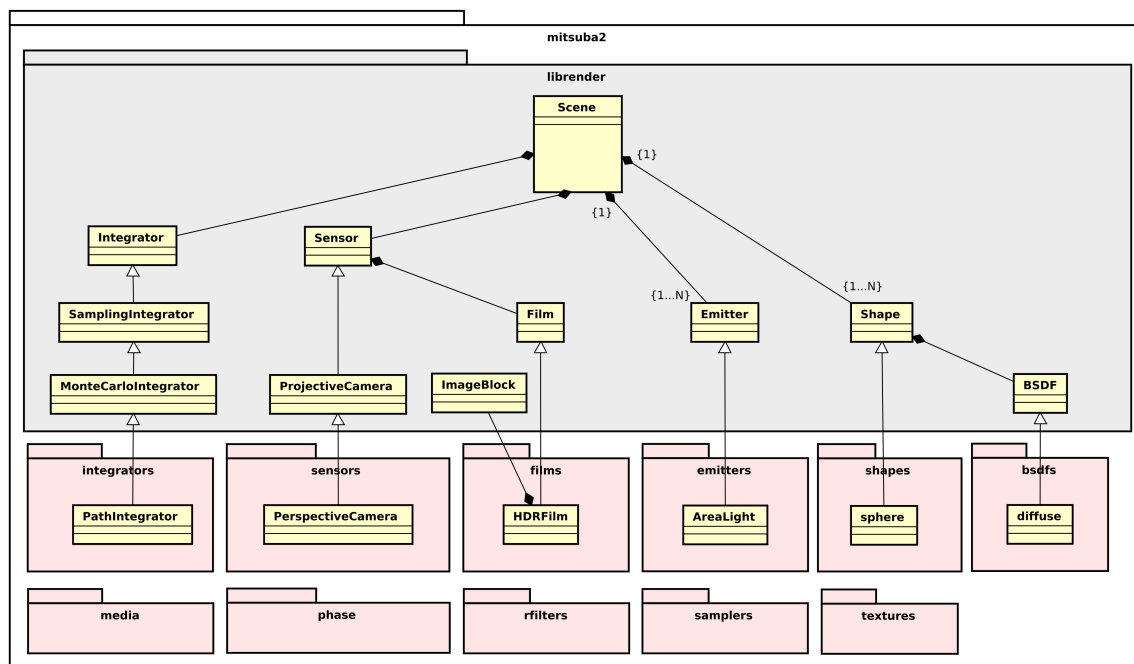 mitsuba2
librender
Scene
{1}
{1}
Integrator
Sensor
{1...N}
{1...N}
SamplingIntegrator
Film
Emitter
Shape
MonteCarloIntegrator
ProjectiveCamera
ImageBlock
BSDF
integrators
sensors
films
emitters
shapes
bsdfs
PathIntegrator
PerspectiveCamera
HDRFilm
AreaLight
sphere
diffuse
media
phase
rfilters
samplers
textures